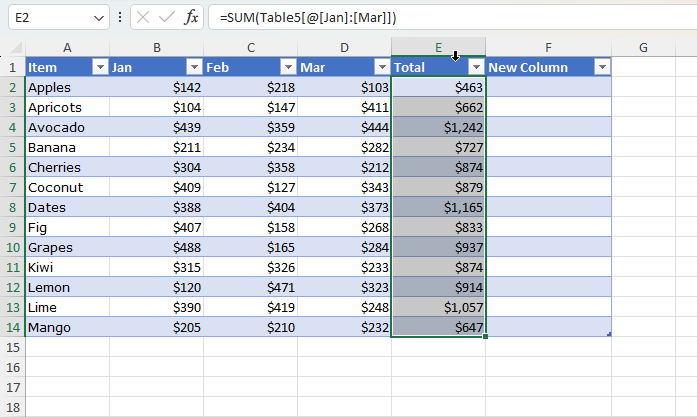 E2 fx =SUM(Table5[@[Jan]:[Mar]])
A B C D E F G
1 Item Jan Feb Mar Total New Column
2 Apples $142 $218 $103 $463
3 Apricots $104 $147 $411 $662
4 Avocado $439 $359 $444 $1,242
5 Banana $211 $234 $282 $727
6 Cherries $304 $358 $212 $874
7 Coconut $409 $127 $343 $879
8 Dates $388 $404 $373 $1,165
9 Fig $407 $158 $268 $833
10 Grapes $488 $165 $284 $937
11 Kiwi $315 $326 $233 $874
12 Lemon $120 $471 $323 $914
13 Lime $390 $419 $248 $1,057
14 Mango $205 $210 $232 $647
15
16
17
18